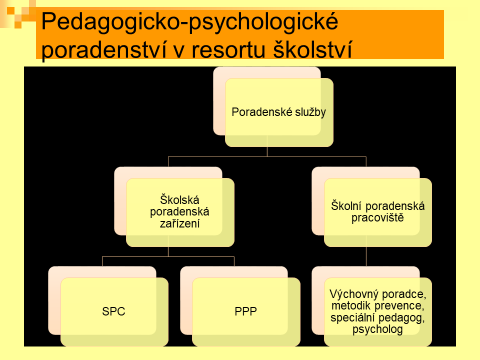 Pedagogicko-psychologické
poradenství v resortu školství
Poradenské služby
Školská
poradenská
zařízení
Školní poradenská
pracoviště
SPC
PPP
Výchovný poradce,
metodik prevence,
speciální pedagog,
psycholog